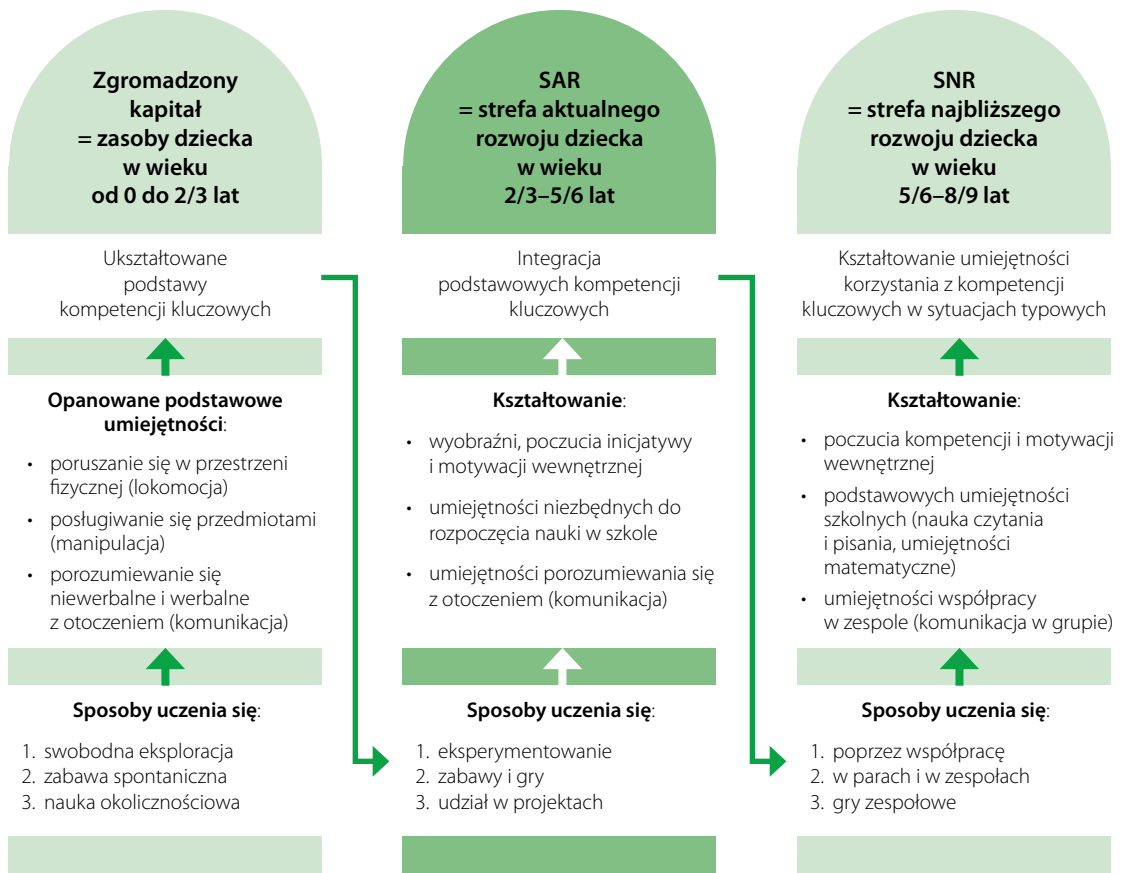 Zgromadzony
kapitał
= zasoby dziecka
w wieku
od 0 do 2/3 lat
Ukształtowane
podstawy
kompetencji kluczowych
Opanowane podstawowe
umiejętności:
• poruszanie się w przestrzeni
fizycznej (lokomocja)
• posługiwanie się przedmiotami
(manipulacja)
• porozumiewanie się
niewerbalne i werbalne
z otoczeniem (komunikacja)
Sposoby uczenia się:
1. swobodna eksploracja
2. zabawa spontaniczna
3. nauka okolicznościowa
SAR
= strefa aktualnego
rozwoju dziecka
w wieku
2/3–5/6 lat
Integracja
podstawowych kompetencji
kluczowych
Kształtowanie:
• wyobraźni, poczucia inicjatywy
i motywacji wewnętrznej
• umiejętności niezbędnych do
rozpoczęcia nauki w szkole
• umiejętności porozumiewania się
z otoczeniem (komunikacja)
Sposoby uczenia się:
1. eksperymentowanie
2. zabawy i gry
3. udział w projektach
SNR
= strefa najbliższego
rozwoju dziecka
w wieku
5/6–8/9 lat
Kształtowanie umiejętności
korzystania z kompetencji
kluczowych w sytuacjach typowych
Kształtowanie:
• poczucia kompetencji i motywacji
wewnętrznej
• podstawowych umiejętności
szkolnych (nauka czytania
i pisania, umiejętności
matematyczne)
• umiejętności współpracy
w zespole (komunikacja w grupie)
Sposoby uczenia się:
1. poprzez współpracę
2. w parach i w zespołach
3. gry zespołowe